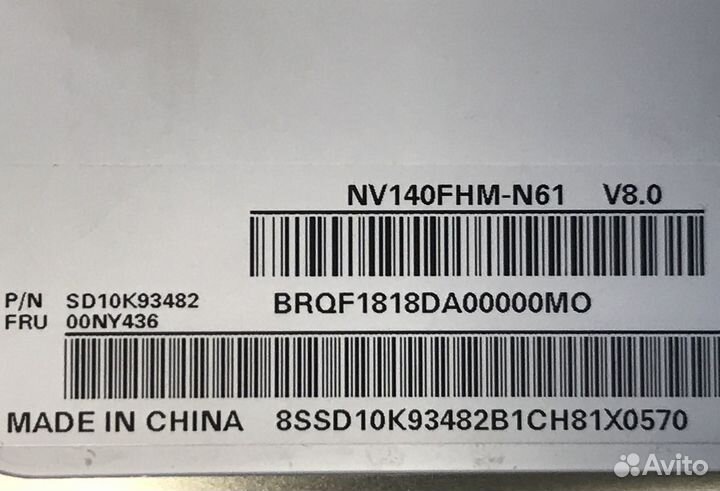 NV140FHM-N61 V8.0
P/N SD10K93482
BRQF1818DA00000MO
FRU 00NY436
MADE IN CHINA 8SSD10K93482B1CH81X0570
Avito